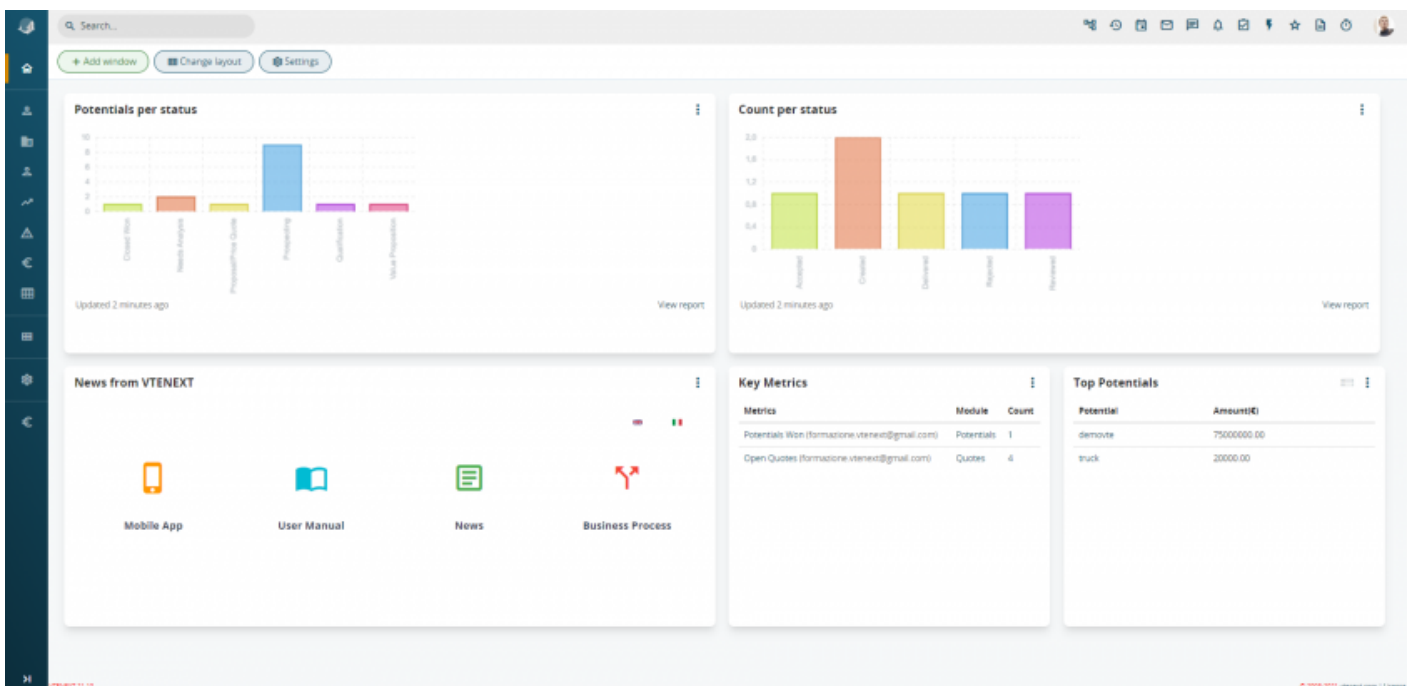 Search...
+ Add window
Change layout
Settings
Potentials per status
10
8
6
4
2
0
Closed Won
Needs Analysis
Proposal/Price Quote
Prospecting
Qualification
Value Proposition
Updated 2 minutes ago
View report
Count per status
2,0
1,6
1,2
0,8
0,4
0
Accepted
Created
Delivered
Rejected
Reviewed
Updated 2 minutes ago
View report
News from VTENEXT
Mobile App
User Manual
News
Business Process
Key Metrics
Metrics Module Count
Potentials Won (formazione.vtenext@gmail.com) Potentials 1
Open Quotes (formazione.vtenext@gmail.com) Quotes 4
Top Potentials
Potential Amount(€)
demovte 75000000.00
truck 20000.00